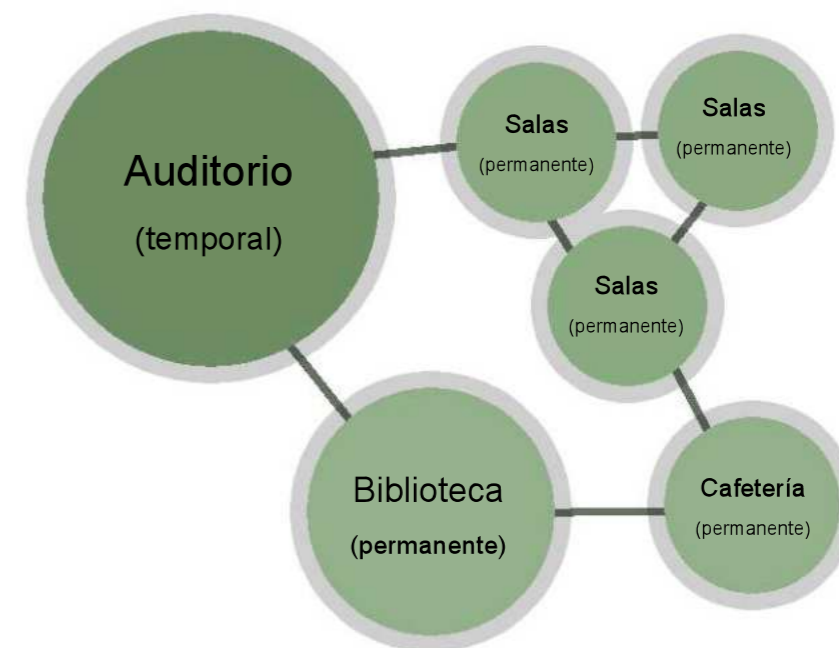 Auditorio
(temporal)
Salas
(permanente)
Salas
(permanente)
Salas
(permanente)
Biblioteca
(permanente)
Cafetería
(permanente)